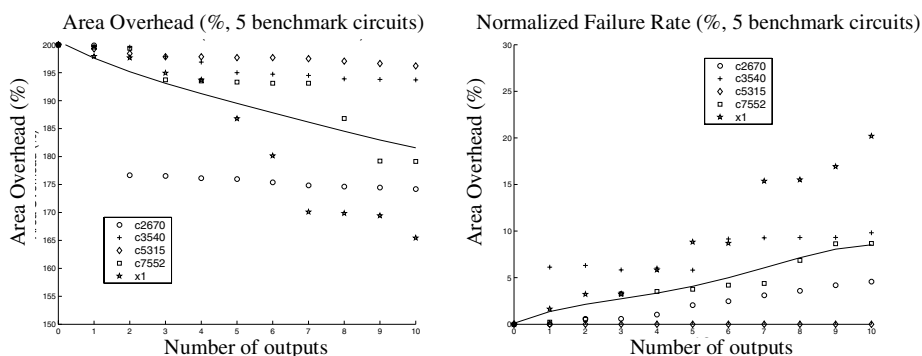 Area Overhead (%, 5 benchmark circuits)
200
195
190
185
180
175
170
165
160
155
150
Area Overhead (%)
c2670
c3540
c5315
c7552
x1
0 1 2 3 4 5 6 7 8 9 10
Number of outputs
Normalized Failure Rate (%, 5 benchmark circuits)
30
25
20
15
10
5
0
Area Overhead (%)
c2670
c3540
c5315
c7552
x1
0 1 2 3 4 5 6 7 8 9 10
Number of outputs